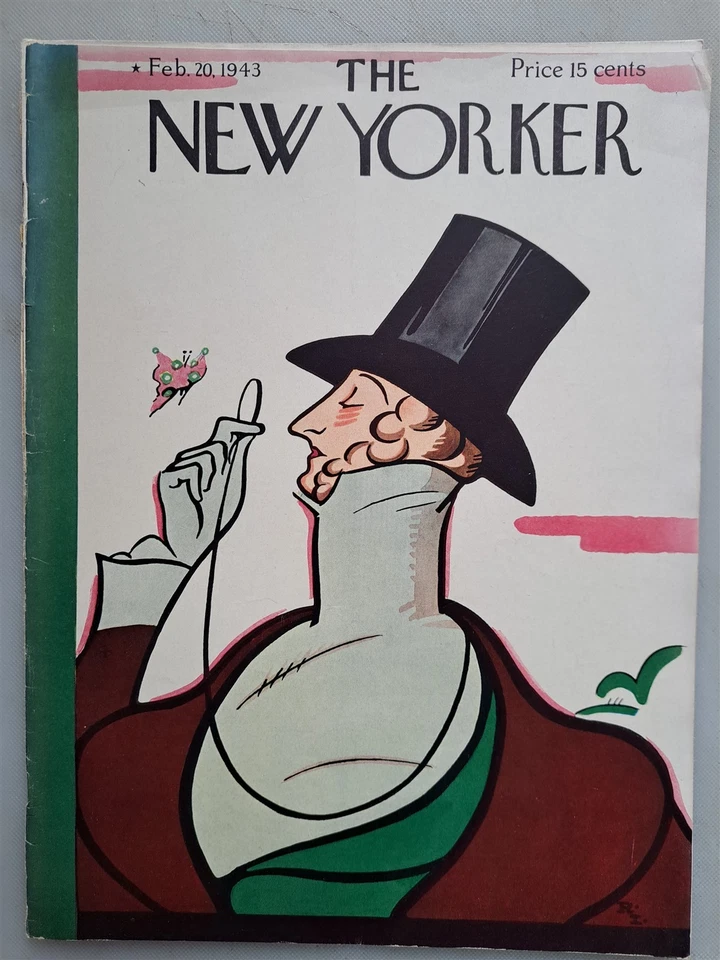 ★ Feb. 20, 1943
THE
Price 15 cents
NEW YORKER
R.I.